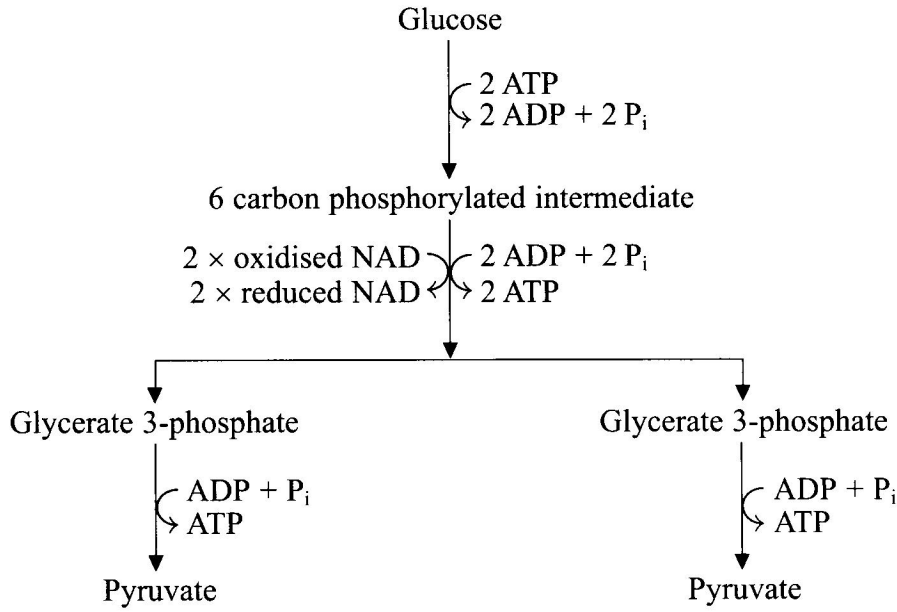 Glucose
2 ATP
2 ADP + 2 Pᵢ
6 carbon phosphorylated intermediate
2 × oxidised NAD 2 ADP + 2 Pᵢ
2 × reduced NAD 2 ATP
Glycerate 3-phosphate Glycerate 3-phosphate
ADP + Pᵢ ADP + Pᵢ
ATP ATP
Pyruvate Pyruvate